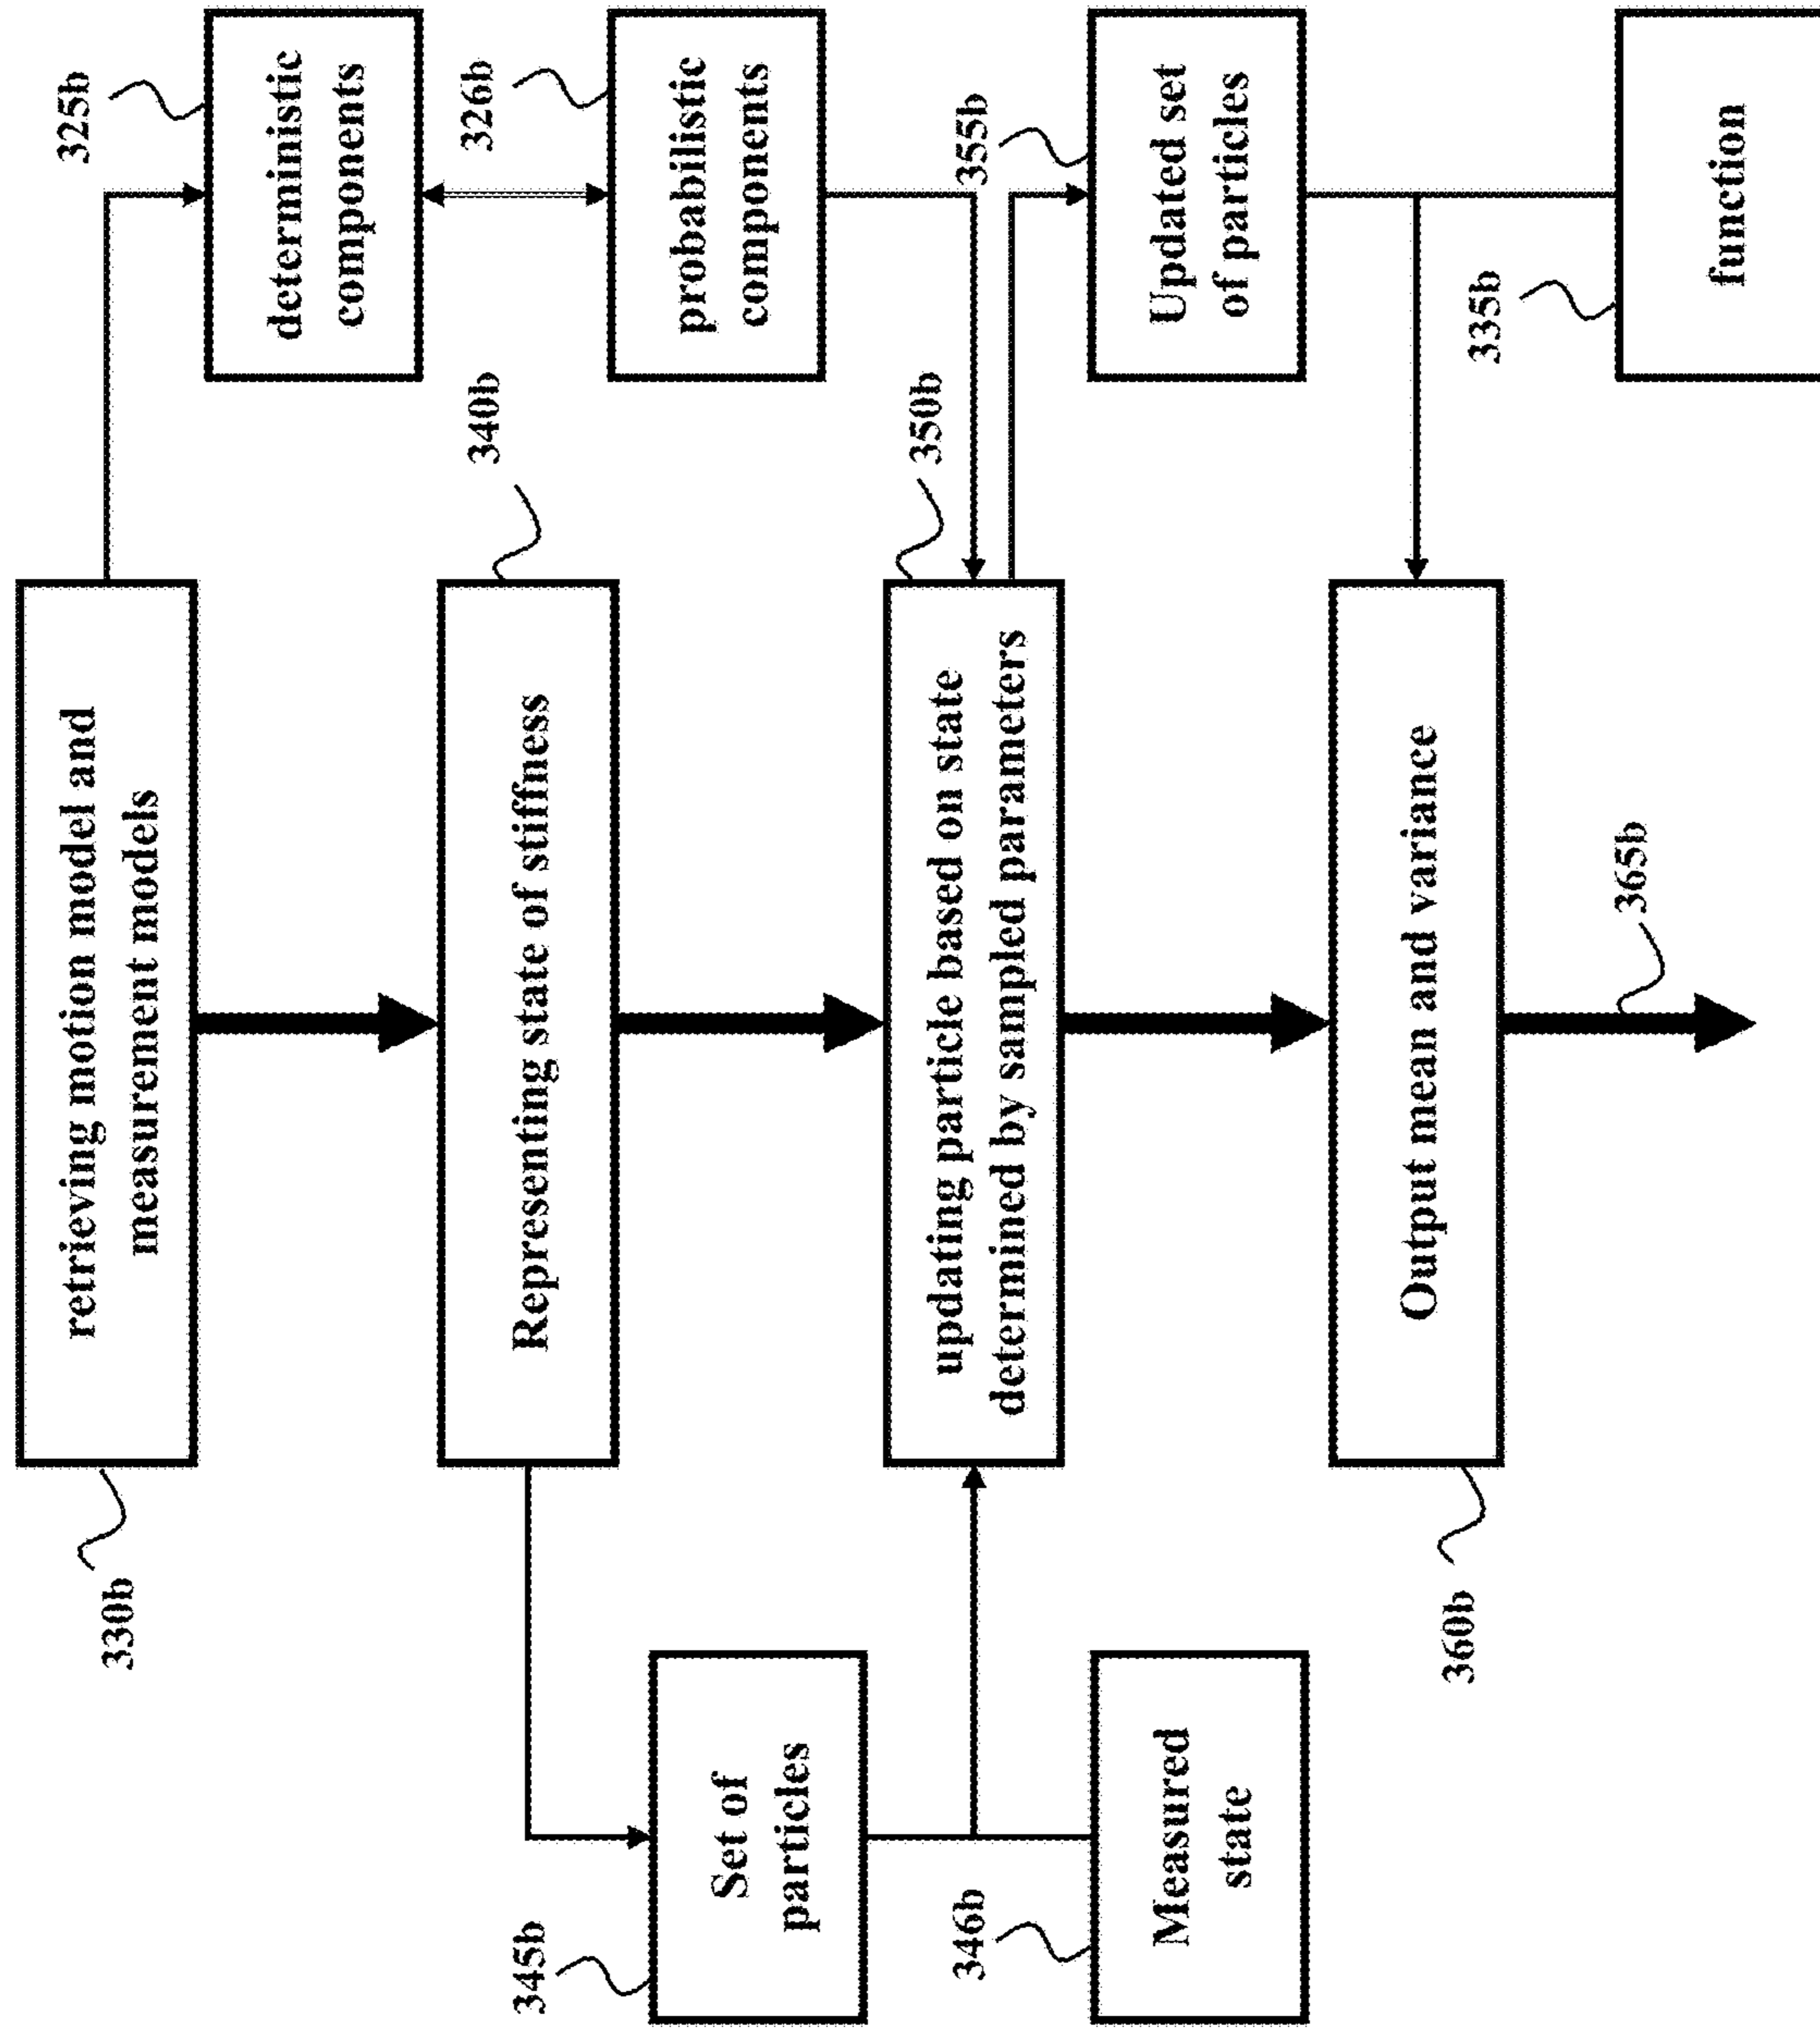 330b
retrieving motion model and
measurement models
325b
deterministic
components
340b
Representing state of stiffness
326b
probabilistic
components
345b
Set of
particles
350b
updating particle based on state
determined by sampled parameters
355b
Updated set
of particles
346b
Measured
state
360b
Output mean and variance
335b
function
365b